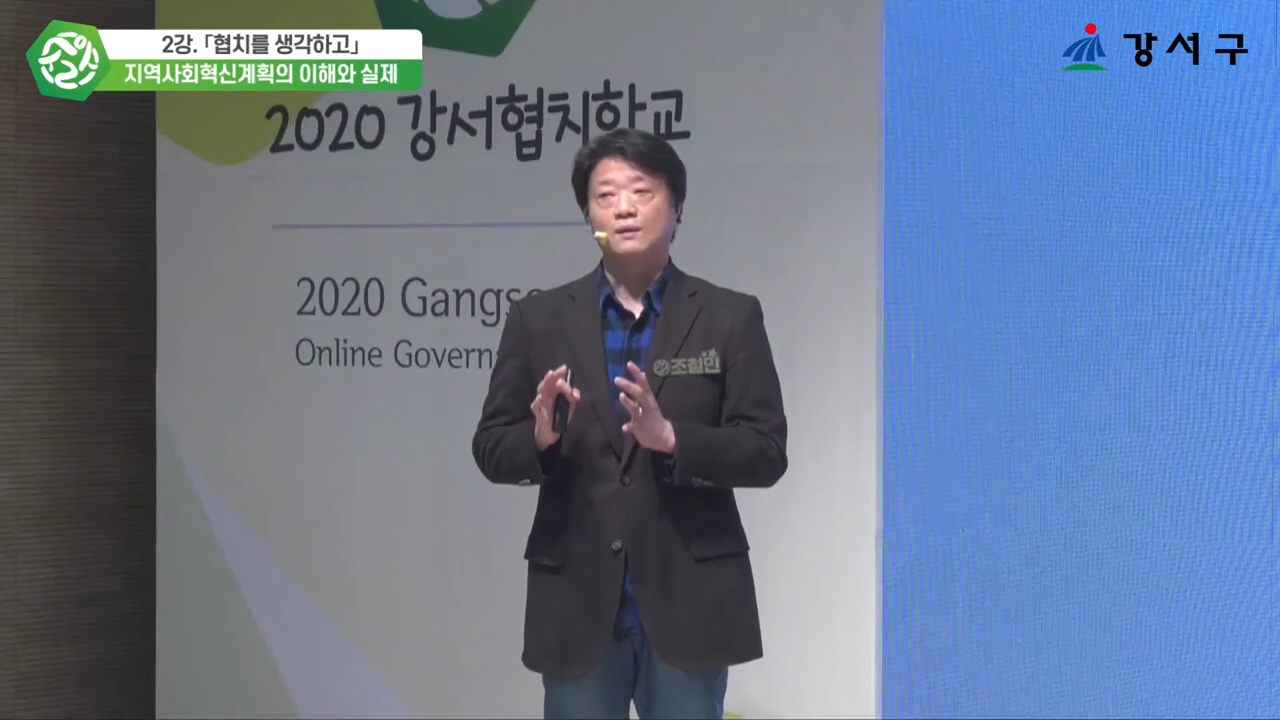 2강. 「협치를 생각하고」
지역사회혁신계획의 이해와 실제
강서구
2020 강서협치학교
2020 Gangse
Online Governa
조철민